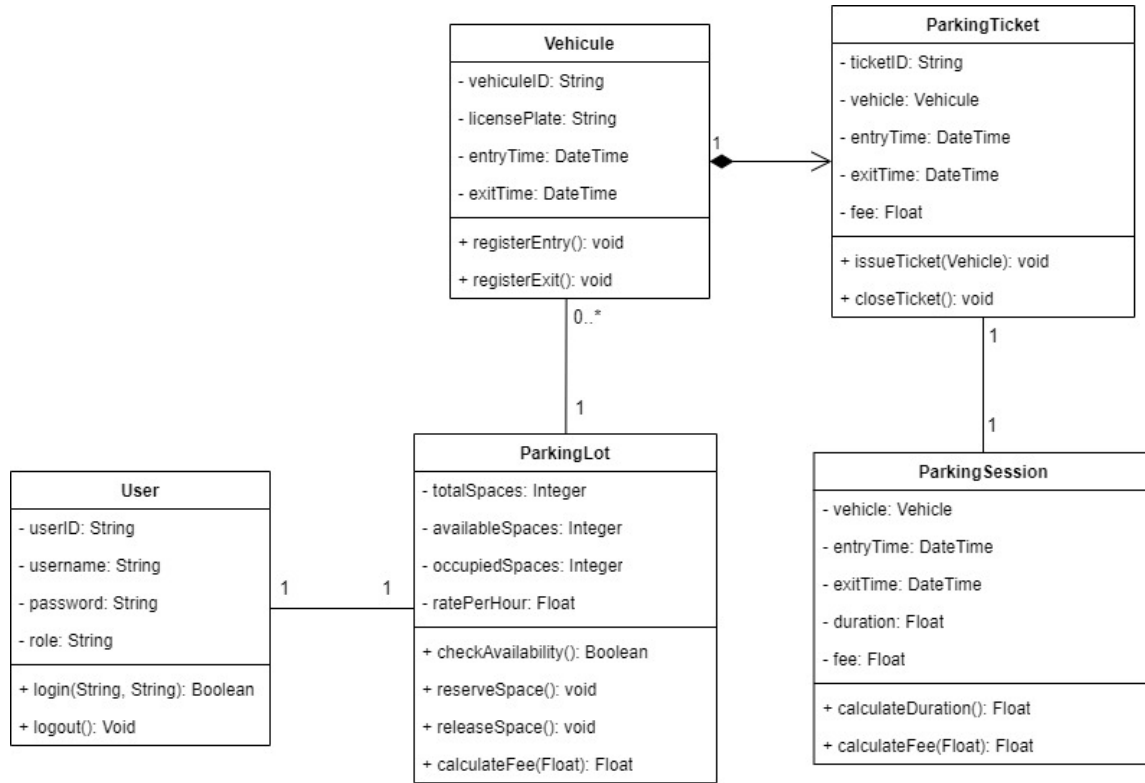 Vehicule
- vehiculeID: String
- licensePlate: String
- entryTime: DateTime
- exitTime: DateTime
+ registerEntry(): void
+ registerExit(): void
1
0..*
ParkingTicket
- ticketID: String
- vehicle: Vehicule
- entryTime: DateTime
- exitTime: DateTime
- fee: Float
+ issueTicket(Vehicle): void
+ closeTicket(): void
1
1
User
- userID: String
- username: String
- password: String
- role: String
+ login(String, String): Boolean
+ logout(): Void
1
1
1
ParkingLot
- totalSpaces: Integer
- availableSpaces: Integer
- occupiedSpaces: Integer
- ratePerHour: Float
+ checkAvailability(): Boolean
+ reserveSpace(): void
+ releaseSpace(): void
+ calculateFee(Float): Float
ParkingSession
- vehicle: Vehicle
- entryTime: DateTime
- exitTime: DateTime
- duration: Float
- fee: Float
+ calculateDuration(): Float
+ calculateFee(Float): Float